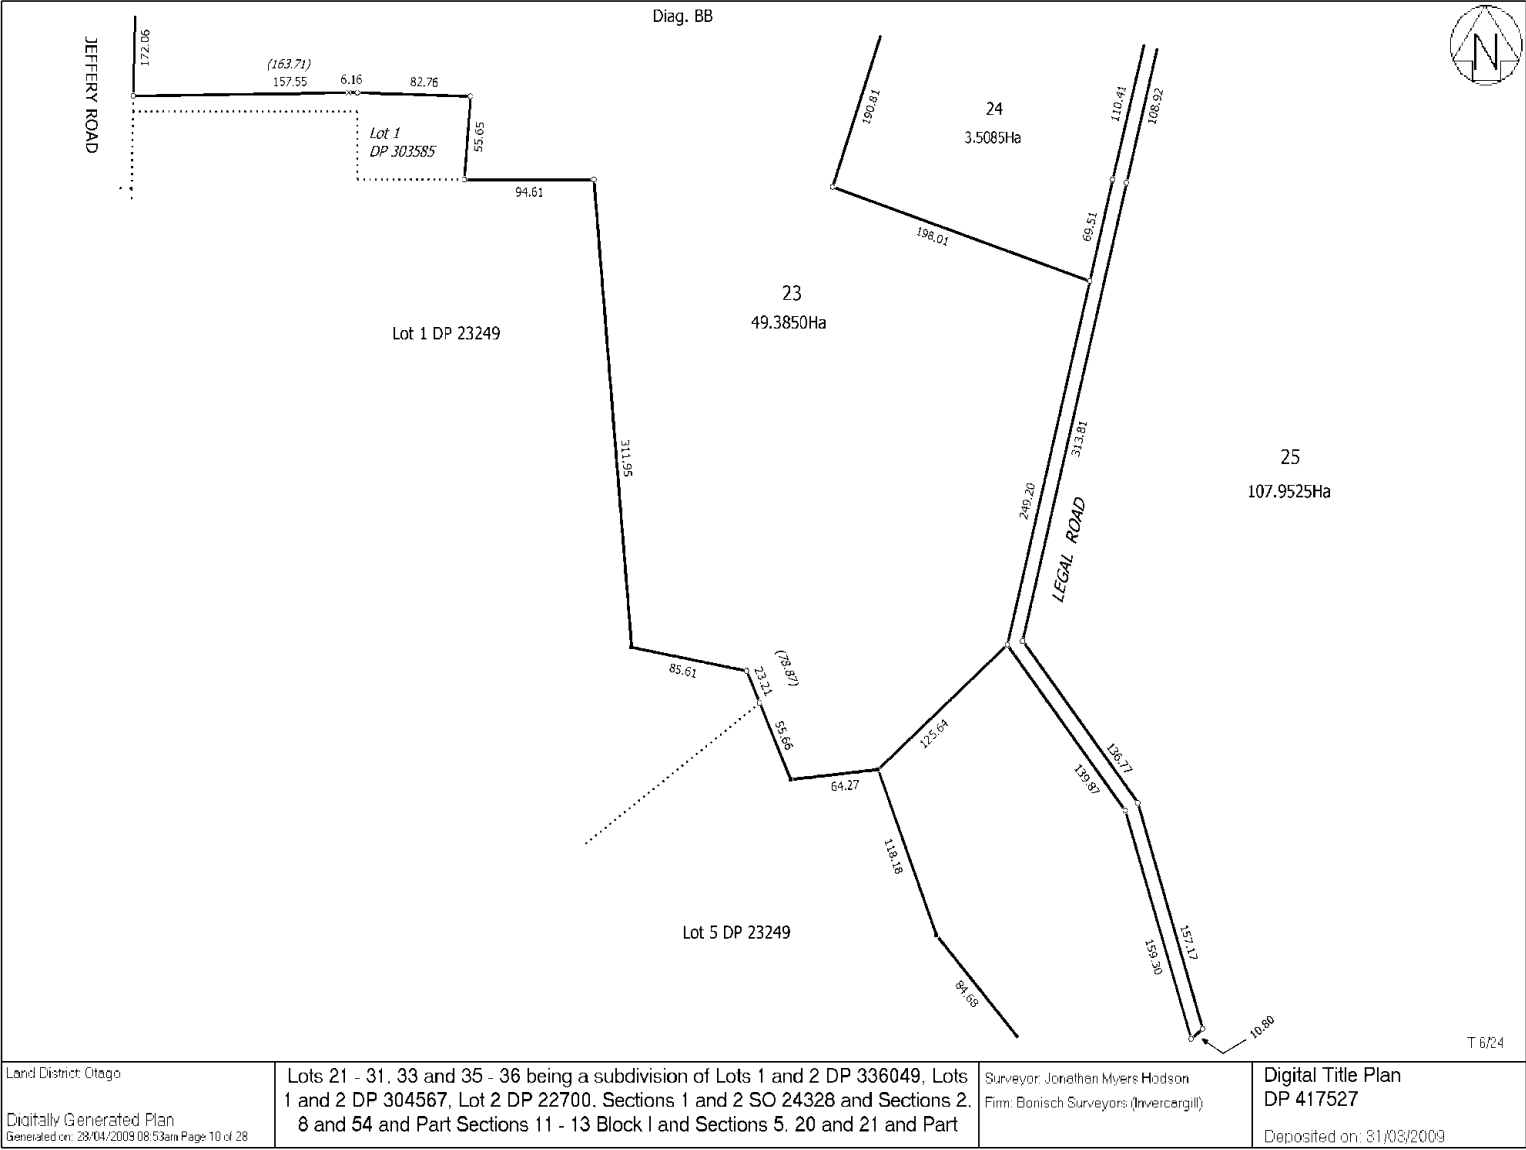 Diag. BB
N
JEFFERY ROAD
172.06
(163.71)
157.55
6.16
82.76
Lot 1
DP 303585
55.65
94.61
190.81
24
3.5085Ha
110.41
108.92
198.01
69.51
23
49.3850Ha
Lot 1 DP 23249
311.95
313.81
249.20
LEGAL ROAD
25
107.9525Ha
85.61
23.21
(78.87)
55.66
64.27
125.64
136.77
139.87
118.18
Lot 5 DP 23249
84.68
159.30
157.17
10.80
T 6/24
Land District: Otago
Digitally Generated Plan
Generated on: 28/04/2009 08:53am Page 10 of 28
Lots 21 - 31, 33 and 35 - 36 being a subdivision of Lots 1 and 2 DP 336049, Lots
1 and 2 DP 304567, Lot 2 DP 22700, Sections 1 and 2 SO 24328 and Sections 2,
8 and 54 and Part Sections 11 - 13 Block I and Sections 5, 20 and 21 and Part
Surveyor: Jonathan Myers Hodson
Firm: Bonisch Surveyors (Invercargill)
Digital Title Plan
DP 417527
Deposited on: 31/03/2009